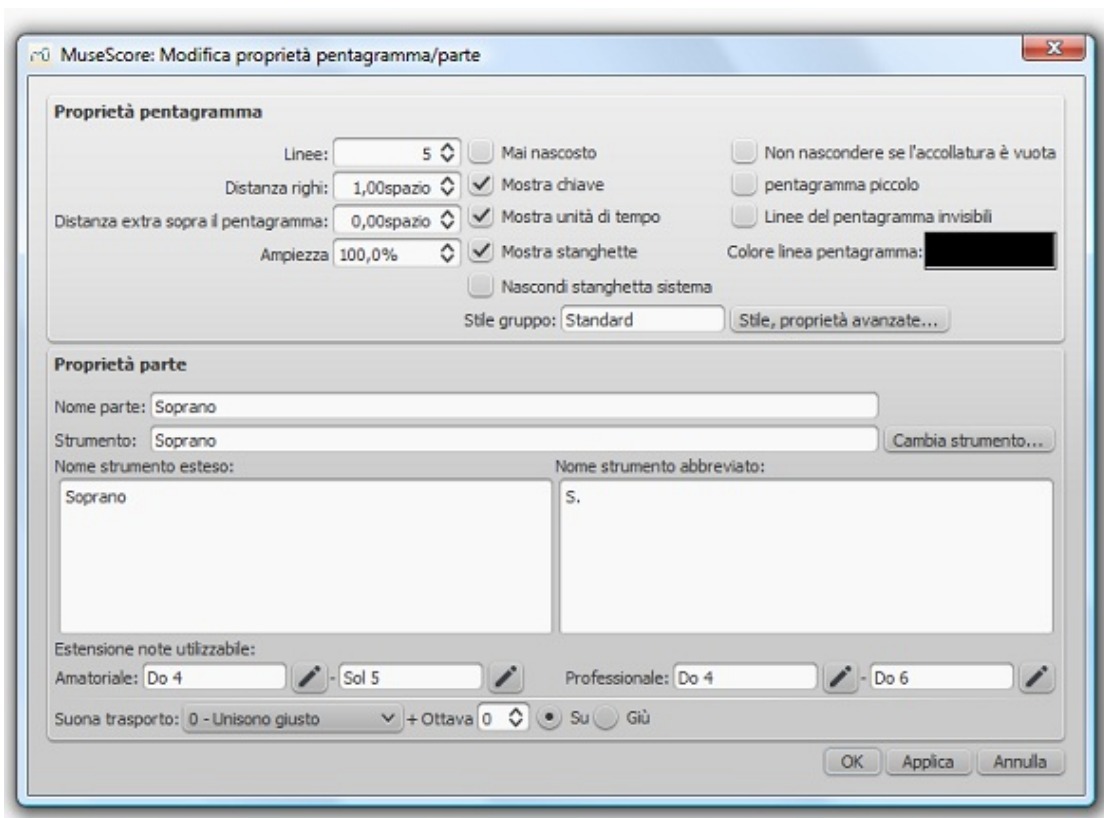 MuseScore: Modifica proprietà pentagramma/parte
Proprietà pentagramma
Linee: 5 Mai nascosto Non nascondere se l'accollatura è vuota
Distanza righi: 1,00spazio Mostra chiave pentagramma piccolo
Distanza extra sopra il pentagramma: 0,00spazio Mostra unità di tempo Linee del pentagramma invisibili
Ampiezza 100,0% Mostra stanghette Colore linea pentagramma:
Nascondi stanghetta sistema
Stile gruppo: Standard Stile, proprietà avanzate...
Proprietà parte
Nome parte: Soprano
Strumento: Soprano Cambia strumento...
Nome strumento esteso: Nome strumento abbreviato:
Soprano S.
Estensione note utilizzabile:
Amatoriale: Do 4 - Sol 5 Professionale: Do 4 - Do 6
Suona trasporto: 0 - Unisono giusto + Ottava 0 Su Giù
OK Applica Annulla